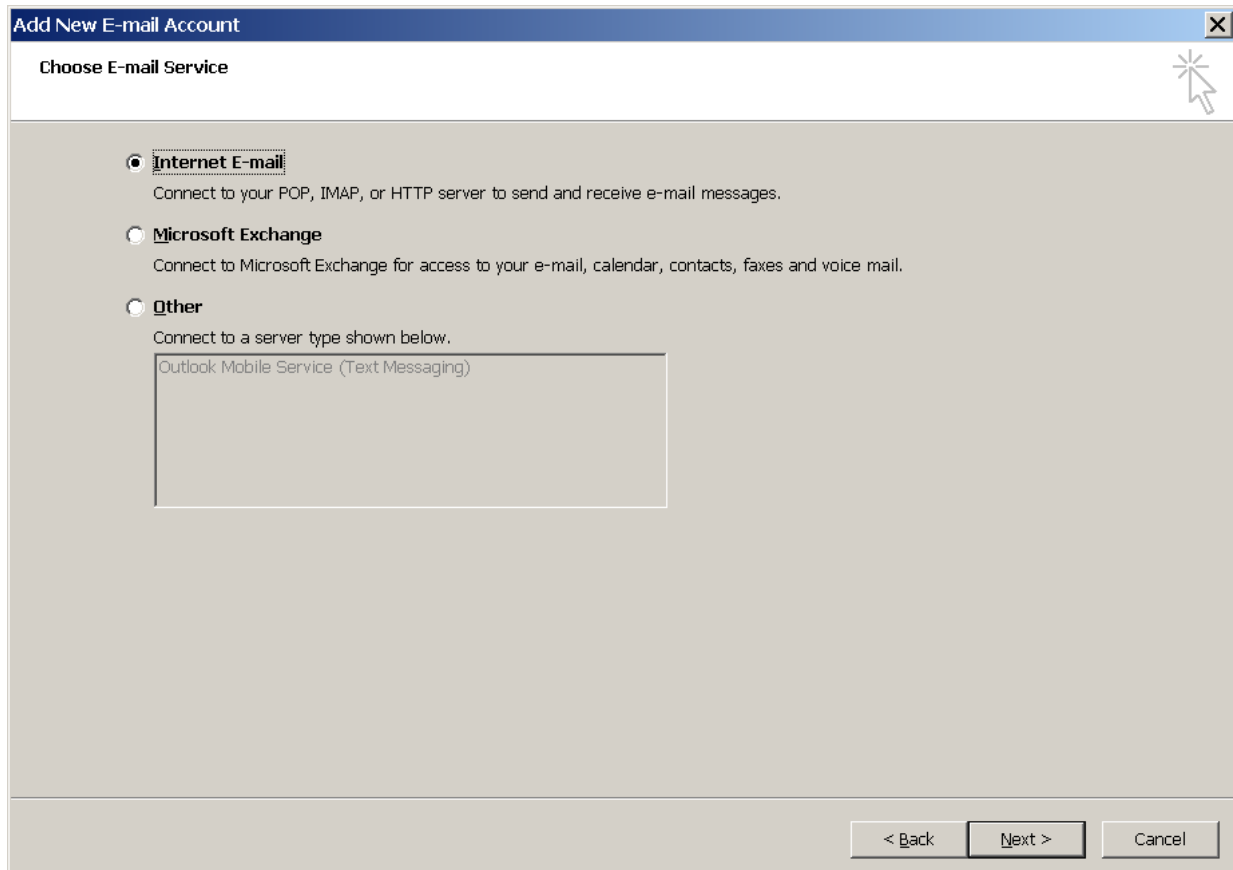 Add New E-mail Account
Choose E-mail Service
Internet E-mail
Connect to your POP, IMAP, or HTTP server to send and receive e-mail messages.
Microsoft Exchange
Connect to Microsoft Exchange for access to your e-mail, calendar, contacts, faxes and voice mail.
Other
Connect to a server type shown below.
Outlook Mobile Service (Text Messaging)
< Back Next > Cancel